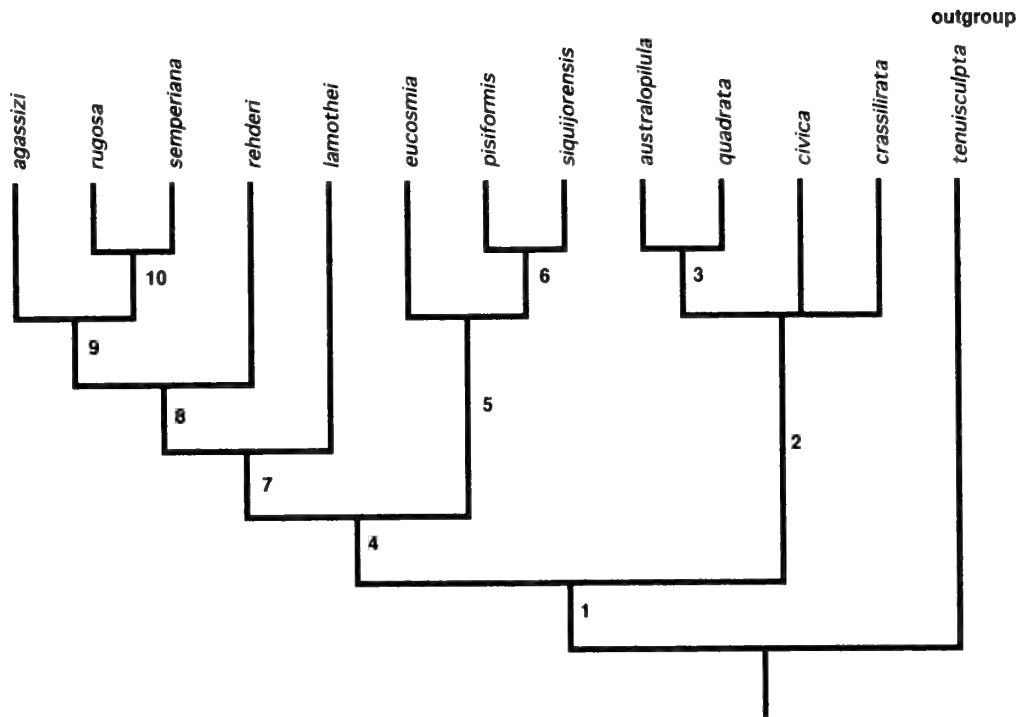 outgroup
agassizi
rugosa
semperiana
rehderi
lamothei
eucosmia
pisiformis
siquijorensis
australopilula
quadrata
civica
crassilirata
tenuisculpta
10
6
3
9
5
8
2
7
4
1